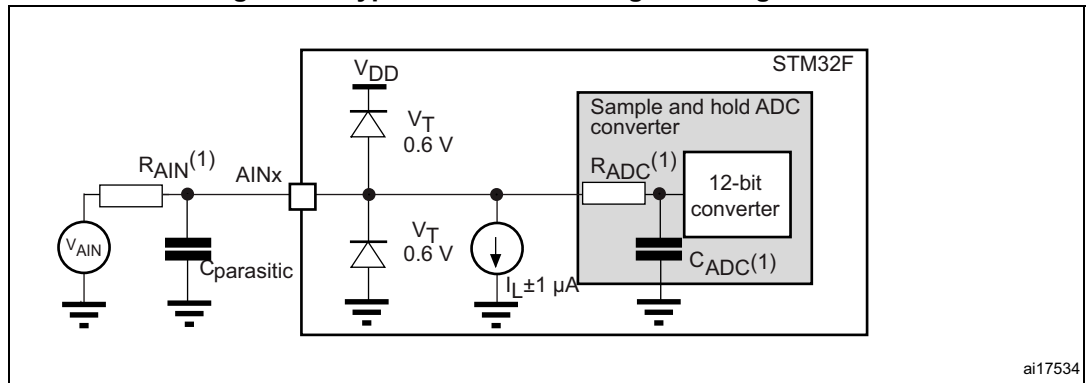 STM32F
VDD
Sample and hold ADC
converter
VT
0.6 V
RAIN(1)
AINx
RADC(1)
12-bit
converter
VAIN
Cparasitic
VT
0.6 V
IL±1 µA
CADC(1)
ai17534